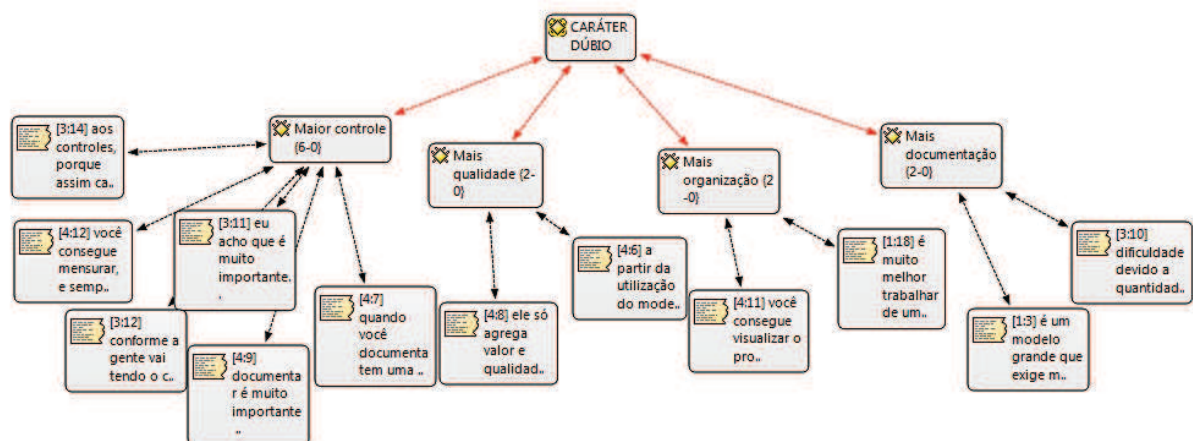 CARÁTER
DÚBIO
[3:14] aos
controles,
porque
assim ca..
Maior controle
{6-0}
Mais
qualidade {2-
0}
Mais
organização {2
-0}
Mais
documentação
{2-0}
[4:12] você
consegue
mensurar,
e semp..
[3:11] eu
acho que é
muito
importante.
.
[4:6] a
partir da
utilização
do mode..
[1:18] é
muito
melhor
trabalhar
de um..
[3:10]
dificuldade
devido a
quantidad..
[3:12]
conforme a
gente vai
tendo o c..
[4:9]
documenta
r é muito
importante
..
[4:7]
quando
você
documenta
tem uma ..
[4:8] ele só
agrega
valor e
qualidad..
[4:11] você
consegue
visualizar o
pro..
[1:3] é um
modelo
grande que
exige m..